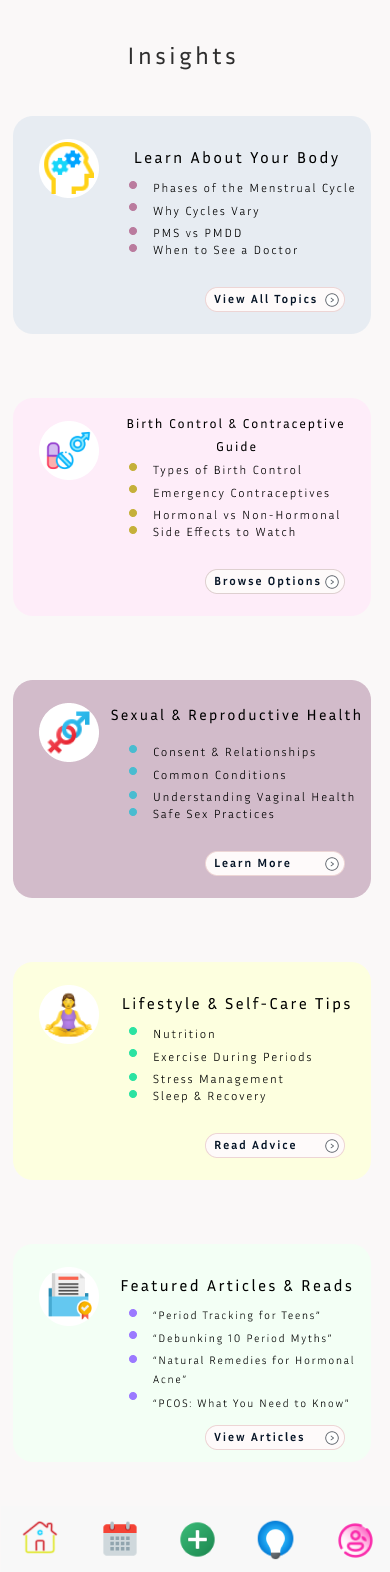 Insights
Learn About Your Body
Phases of the Menstrual Cycle
Why Cycles Vary
PMS vs PMDD
When to See a Doctor
View All Topics
Birth Control & Contraceptive
Guide
Types of Birth Control
Emergency Contraceptives
Hormonal vs Non-Hormonal
Side Effects to Watch
Browse Options
Sexual & Reproductive Health
Consent & Relationships
Common Conditions
Understanding Vaginal Health
Safe Sex Practices
Learn More
Lifestyle & Self-Care Tips
Nutrition
Exercise During Periods
Stress Management
Sleep & Recovery
Read Advice
Featured Articles & Reads
“Period Tracking for Teens”
“Debunking 10 Period Myths”
“Natural Remedies for Hormonal
Acne”
“PCOS: What You Need to Know”
View Articles